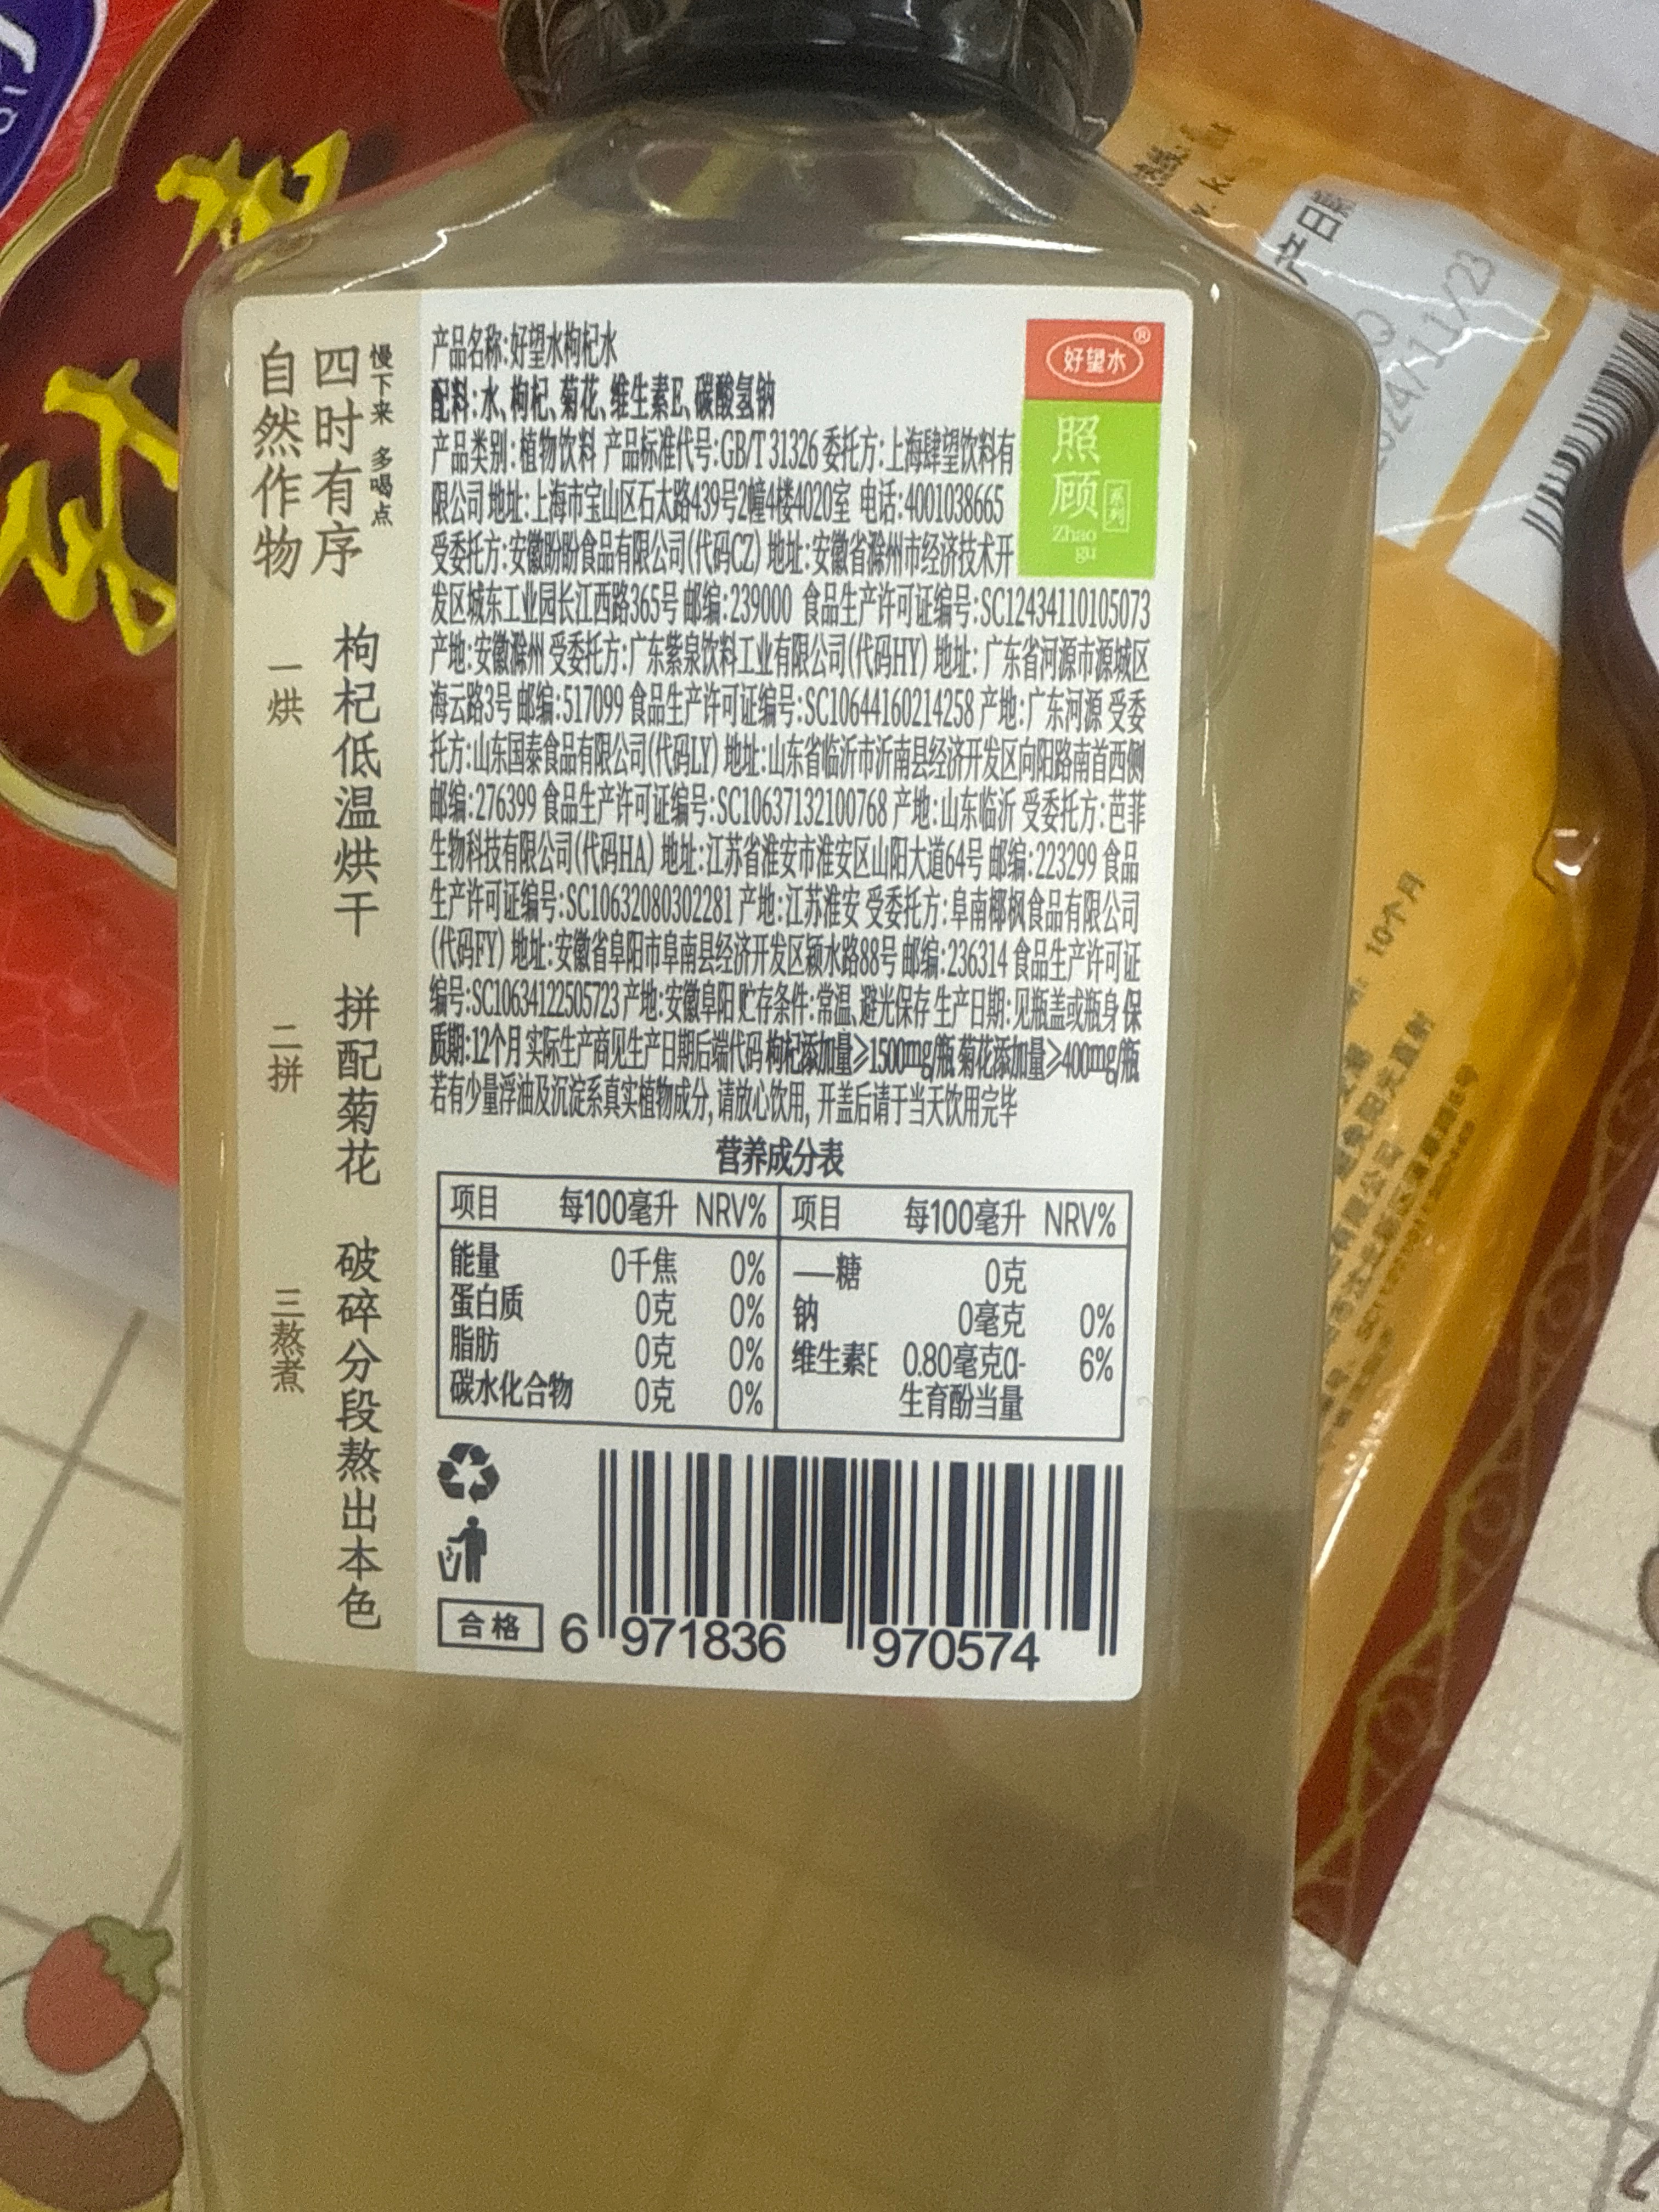 慢下来 多喝点
四时有序
自然作物
枸杞低温烘干 拼配菊花 破碎分段熬出本色
一烘
二拼
三熬煮
产品名称:好望水枸杞水
配料:水、枸杞、菊花、维生素E、碳酸氢钠
产品类别:植物饮料 产品标准代号:GB/T 31326 委托方:上海肆望饮料有
限公司 地址:上海市宝山区石太路439号2幢4楼4020室 电话:4001038665
受委托方:安徽盼盼食品有限公司(代码CZ) 地址:安徽省滁州市经济技术开
发区城东工业园长江西路365号 邮编:239000 食品生产许可证编号:SC12434110105073
产地:安徽滁州 受委托方:广东紫泉饮料工业有限公司(代码HY) 地址:广东省河源市源城区
海云路3号 邮编:517099 食品生产许可证编号:SC10644160214258 产地:广东河源 受委
托方:山东国泰食品有限公司(代码LY) 地址:山东省临沂市沂南县经济开发区向阳路南首西侧
邮编:276399 食品生产许可证编号:SC10637132100768 产地:山东临沂 受委托方:芭菲
生物科技有限公司(代码HA) 地址:江苏省淮安市淮安区山阳大道64号 邮编:223299 食品
生产许可证编号:SC10632080302281 产地:江苏淮安 受委托方:阜南椰枫食品有限公司
(代码FY) 地址:安徽省阜阳市阜南县经济开发区颍水路88号 邮编:236314 食品生产许可证
编号:SC10634122505723 产地:安徽阜阳 贮存条件:常温、避光保存 生产日期:见瓶盖或瓶身 保
质期:12个月 实际生产商见生产日期后端代码 枸杞添加量≥1500mg/瓶 菊花添加量≥400mg/瓶
若有少量浮油及沉淀系真实植物成分,请放心饮用,开盖后请于当天饮用完毕
好望水®
照顾
系列
Zhao
gu
营养成分表
项目 每100毫升 NRV% 项目 每100毫升 NRV%
能量 0千焦 0% —糖 0克
蛋白质 0克 0% 钠 0毫克 0%
脂肪 0克 0% 维生素E 0.80毫克α- 6%
碳水化合物 0克 0% 生育酚当量
合格
6 971836 970574
2024/11/23
10个月